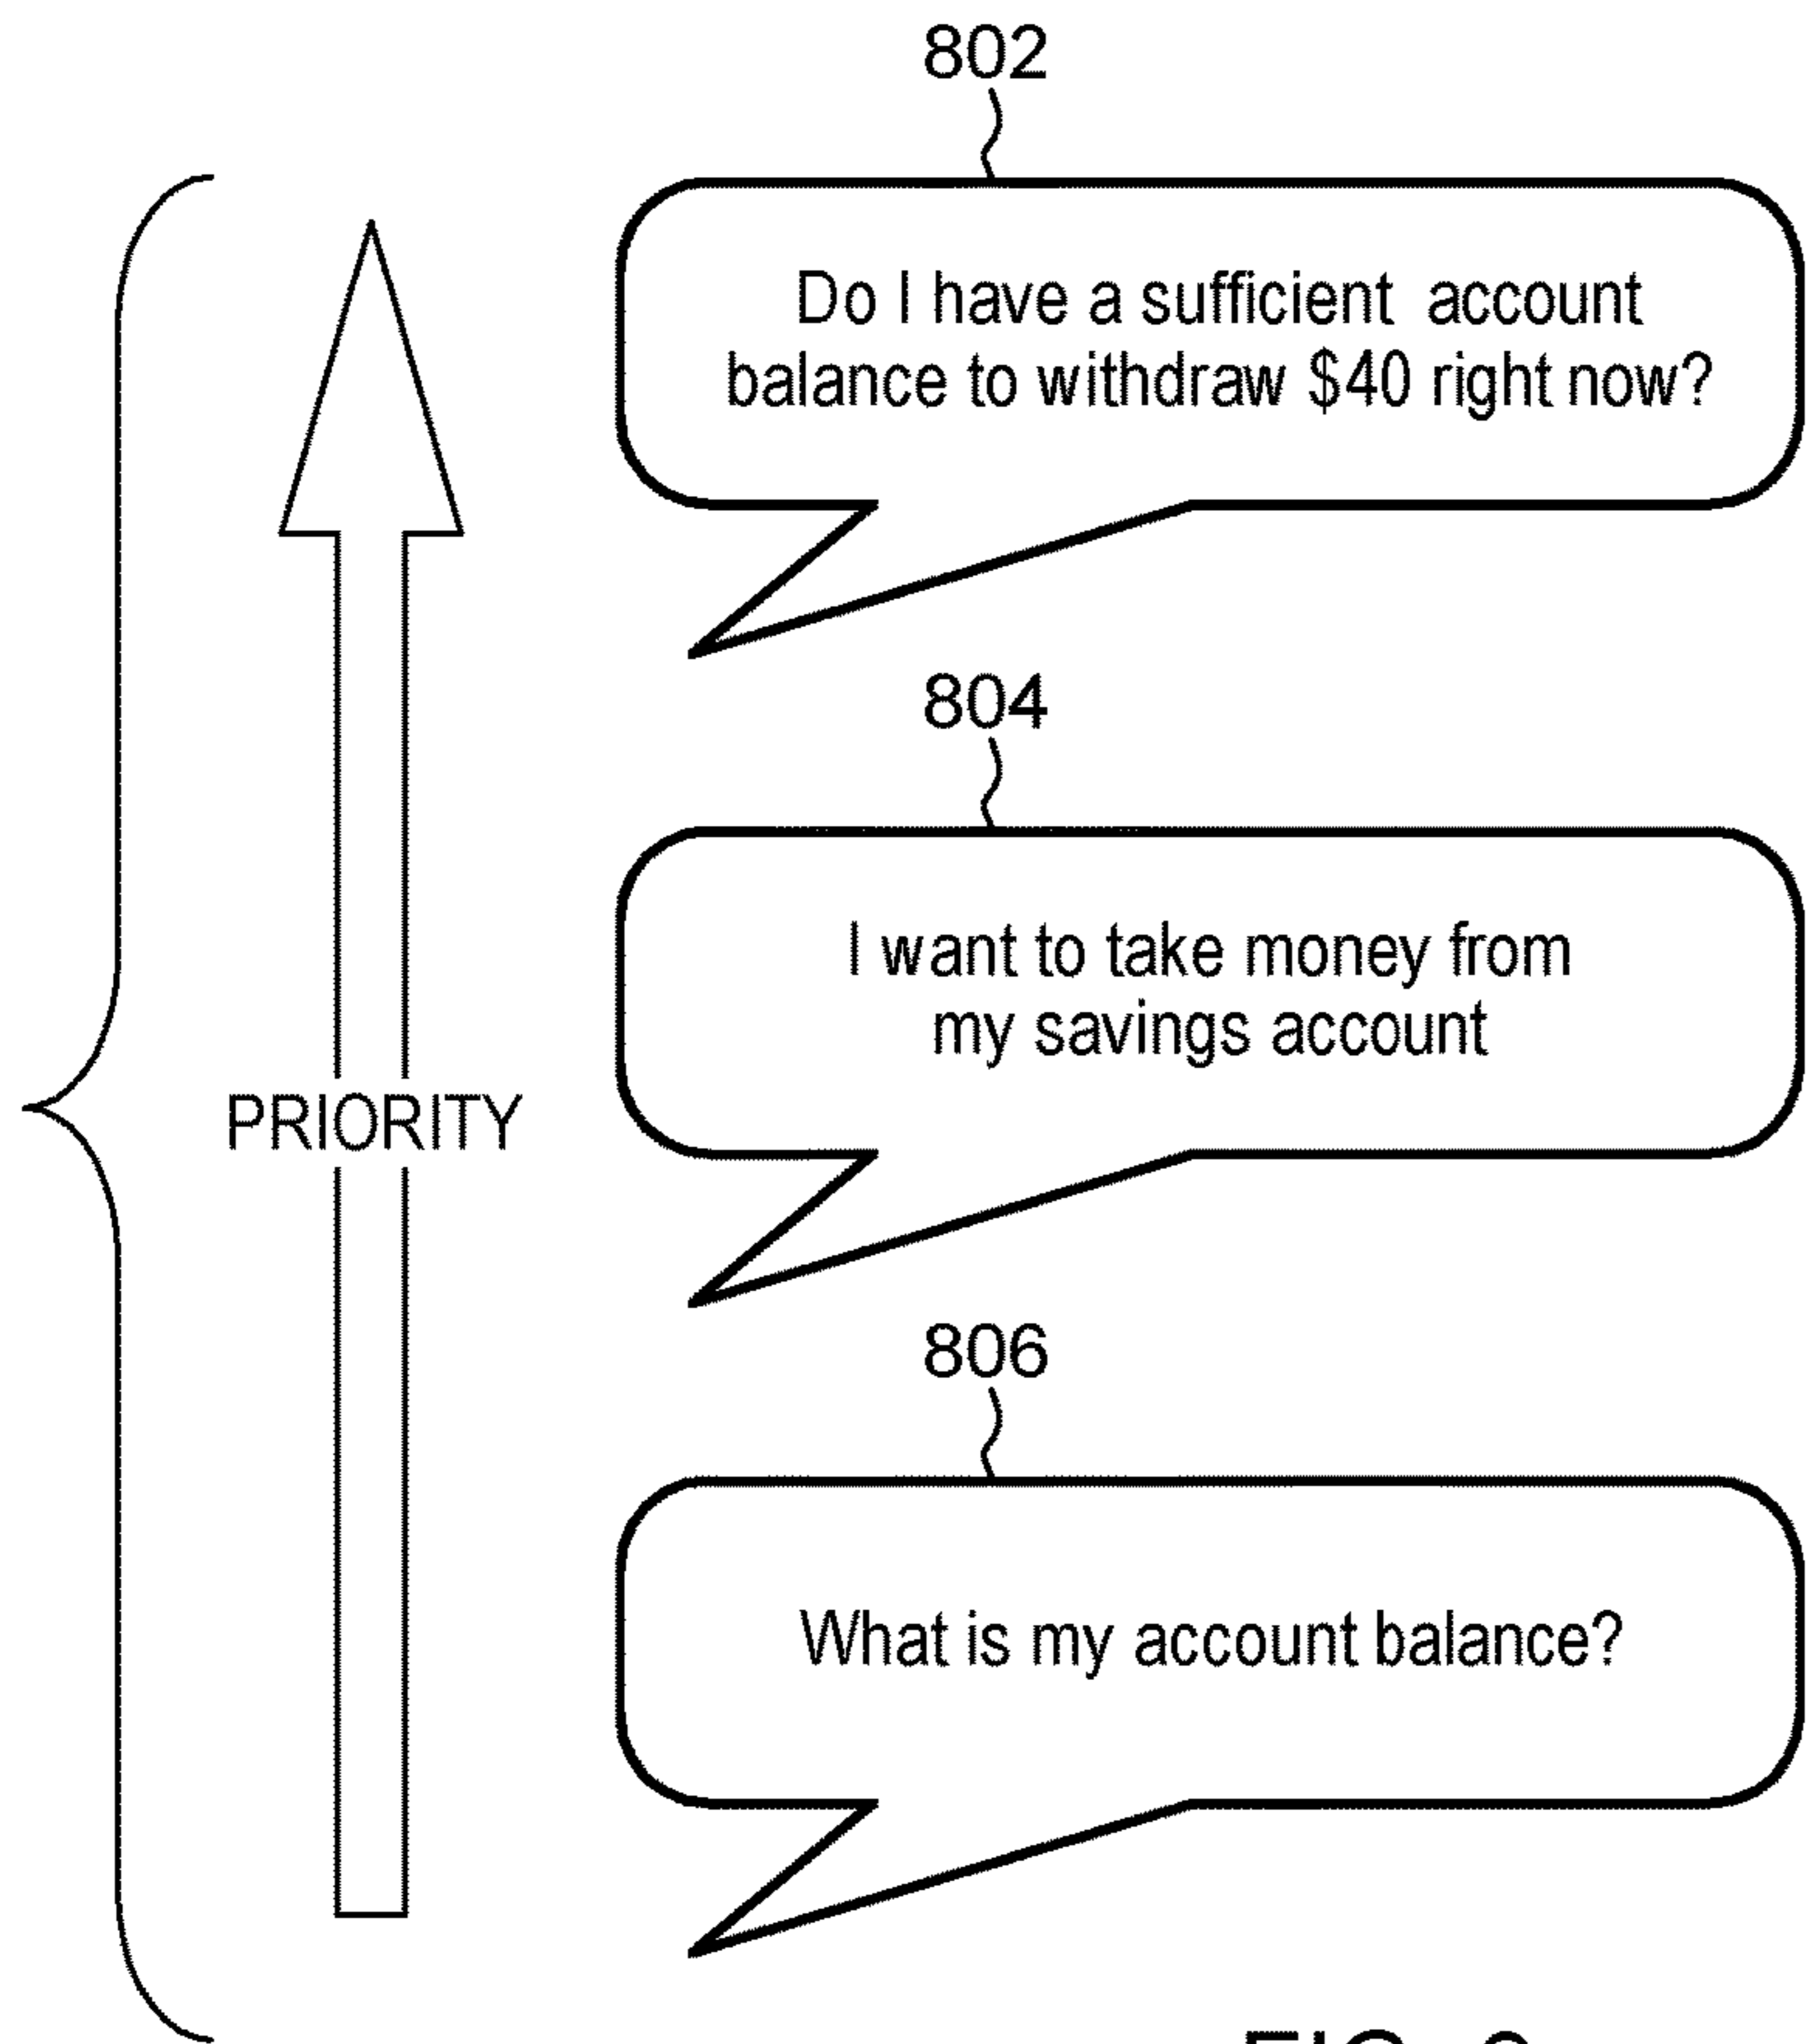 802
Do I have a sufficient account
balance to withdraw $40 right now?
804
I want to take money from
my savings account
PRIORITY
806
What is my account balance?